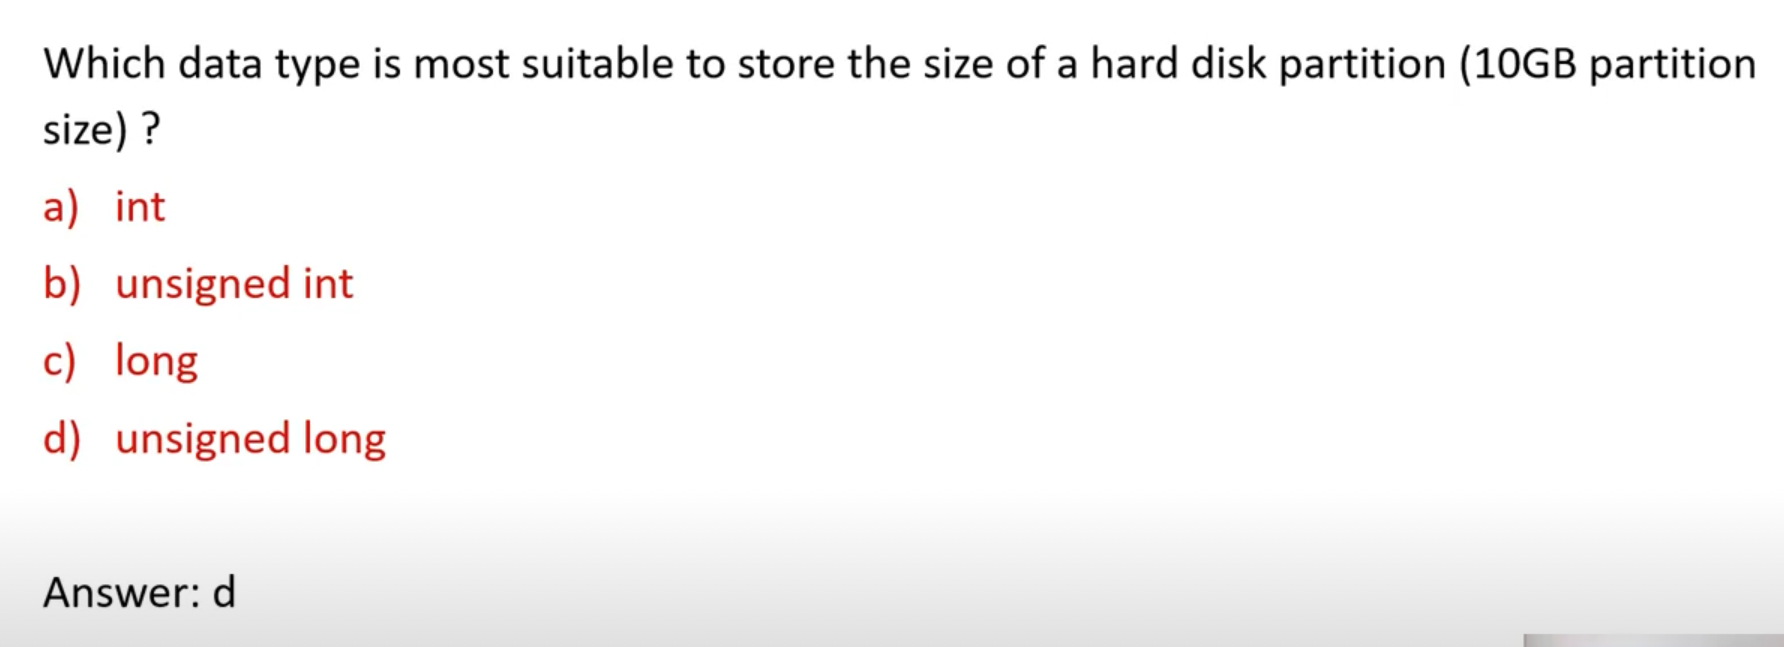 Which data type is most suitable to store the size of a hard disk partition (10GB partition
size) ?
a) int
b) unsigned int
c) long
d) unsigned long
Answer: d